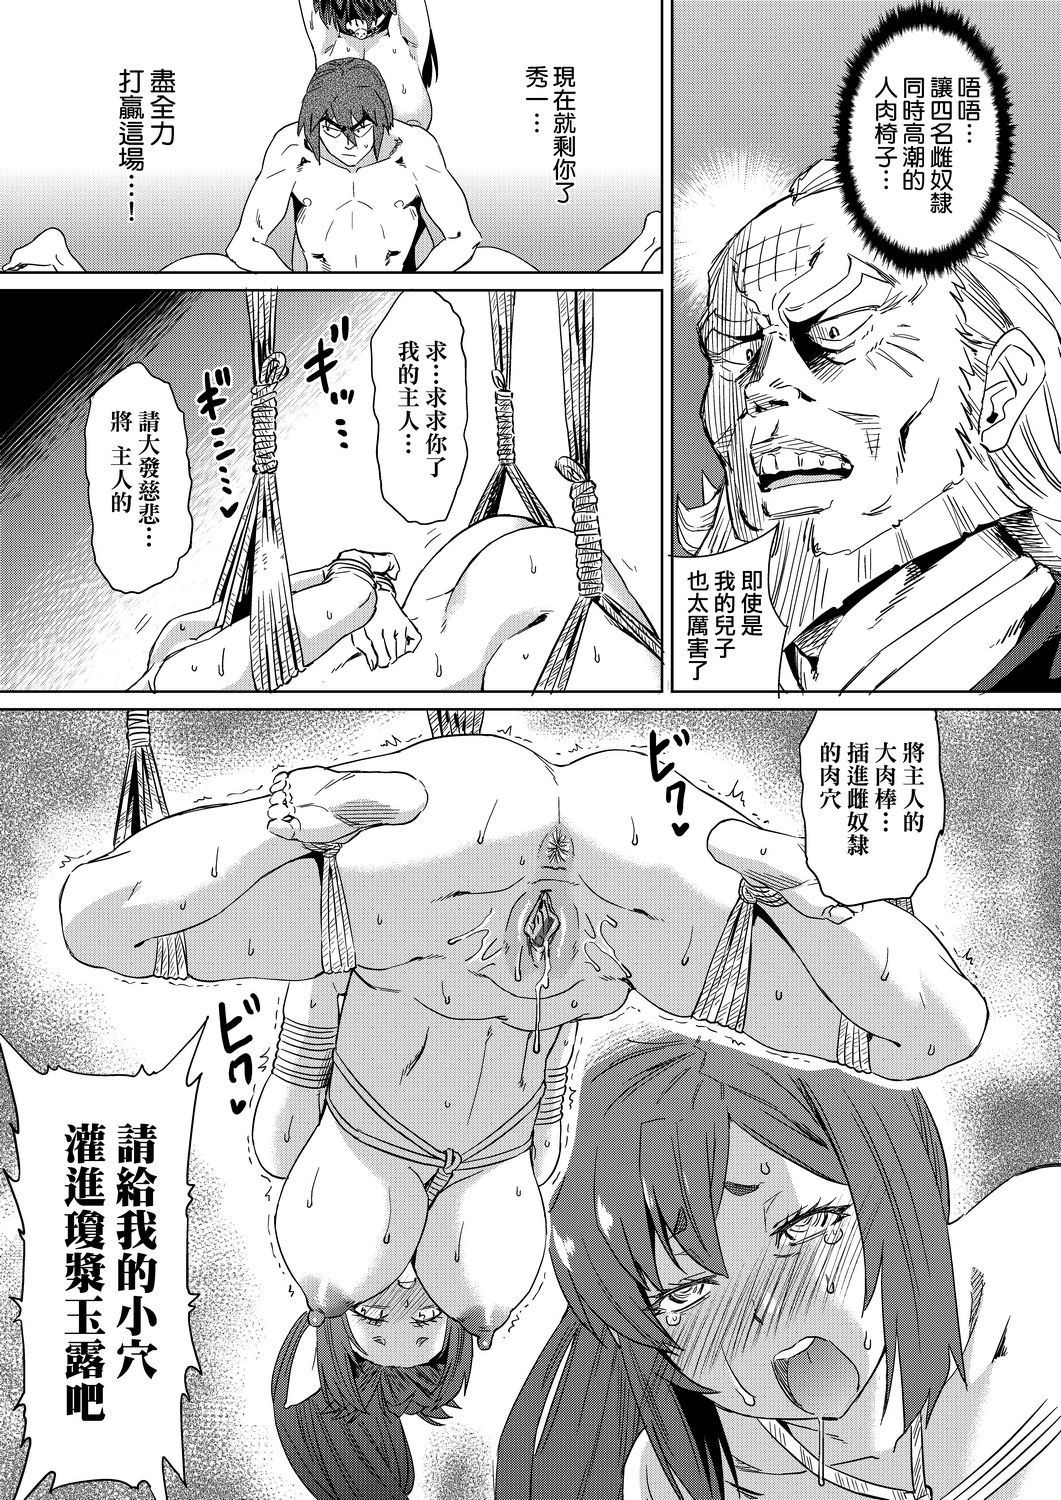 唔唔…
讓四名雌奴隸
同時高潮的
人肉椅子…
即使是
我的兒子
也太厲害了
現在就剩你了
秀一…
盡全力
打贏這場…！
ギギ…
ギシ…♥
求…求求你了
我的主人…
請大發慈悲…
將 主人的
將主人的
大肉棒…
插進雌奴隸
的肉穴
ビクッ♥
ビクッ♥
請給我的小穴
灌進瓊漿玉露吧